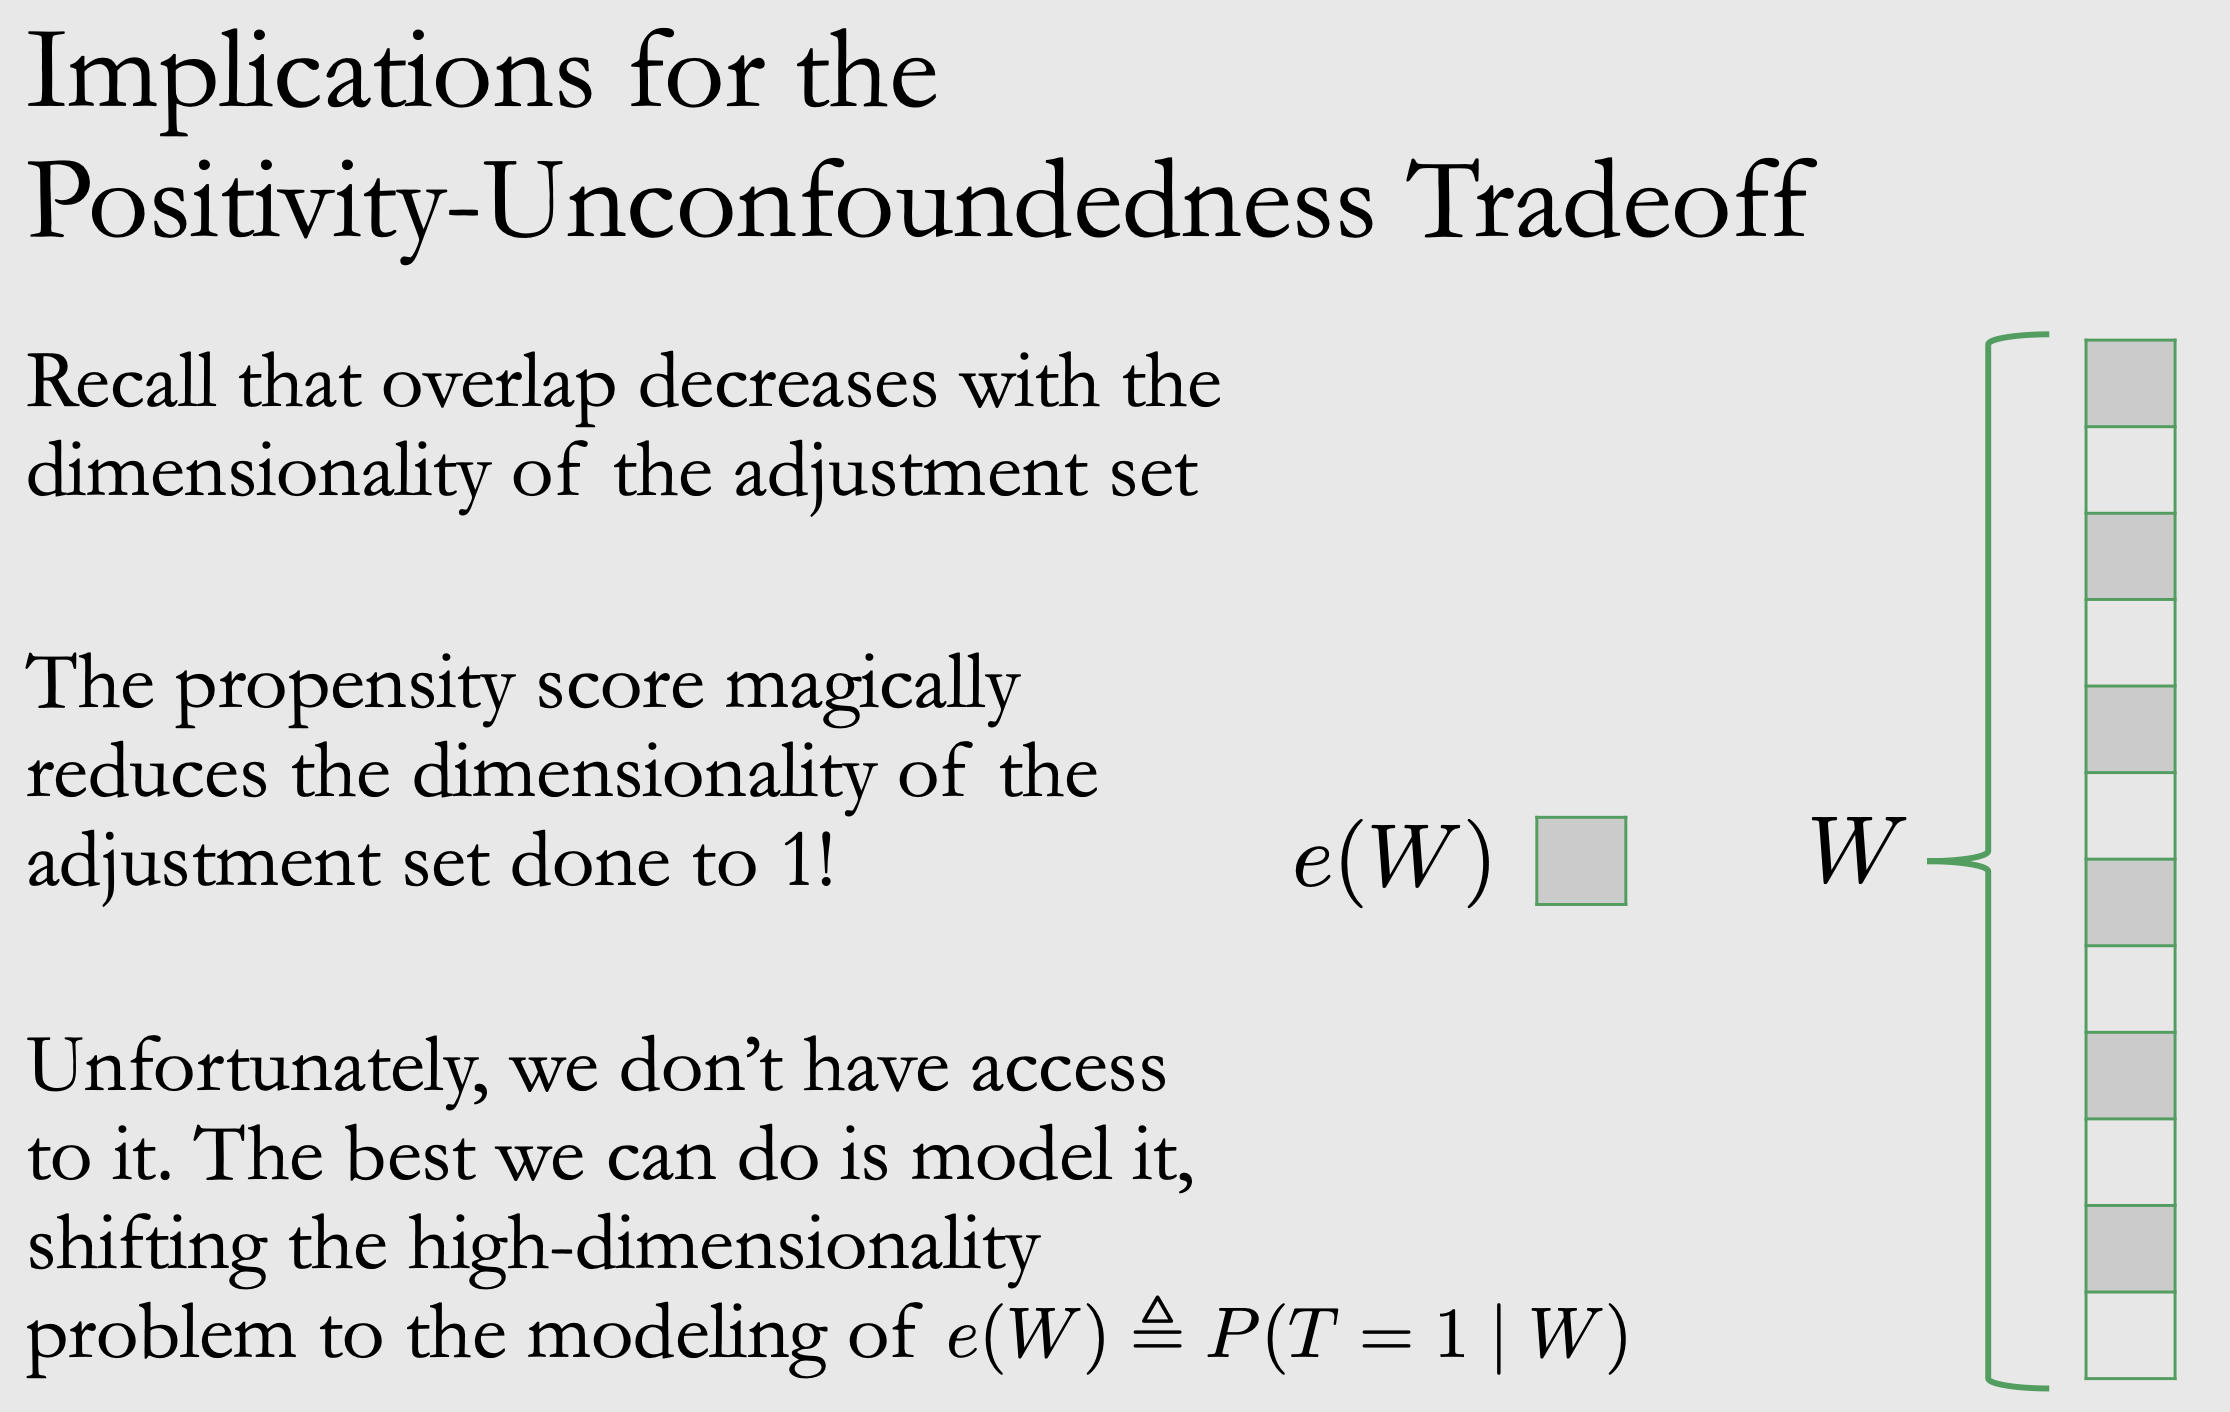 Implications for the
Positivity-Unconfoundedness Tradeoff
Recall that overlap decreases with the
dimensionality of the adjustment set
The propensity score magically
reduces the dimensionality of the
adjustment set done to 1!
e(W)
W
Unfortunately, we don’t have access
to it. The best we can do is model it,
shifting the high-dimensionality
problem to the modeling of e(W) ≜ P(T = 1 | W)